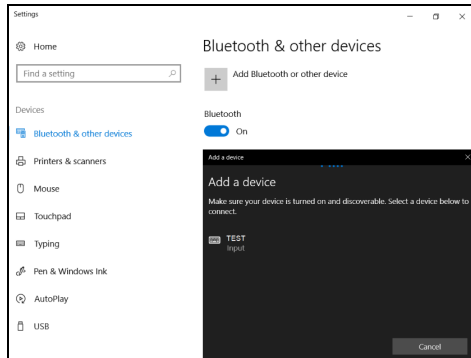 Settings
Home
Find a setting
Devices
Bluetooth & other devices
Printers & scanners
Mouse
Touchpad
Typing
Pen & Windows Ink
AutoPlay
USB
Bluetooth & other devices
Add Bluetooth or other device
Bluetooth
On
Add a device
Add a device
Make sure your device is turned on and discoverable. Select a device below to
connect.
TEST
Input
Cancel